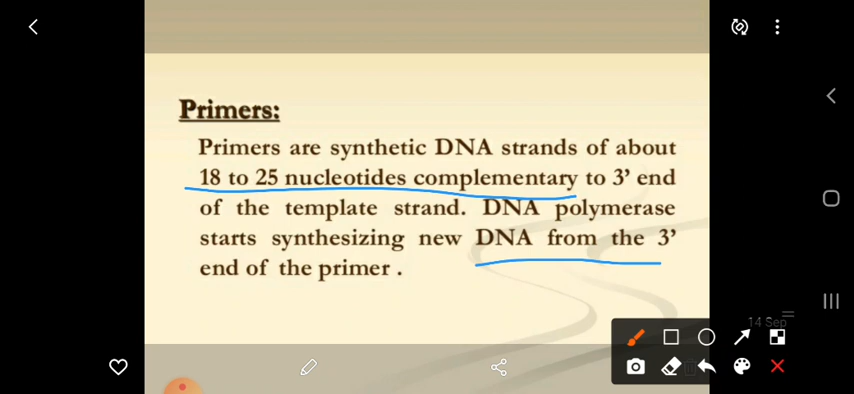 Primers:
Primers are synthetic DNA strands of about
18 to 25 nucleotides complementary to 3’ end
of the template strand. DNA polymerase
starts synthesizing new DNA from the 3’
end of the primer .
14 Sep